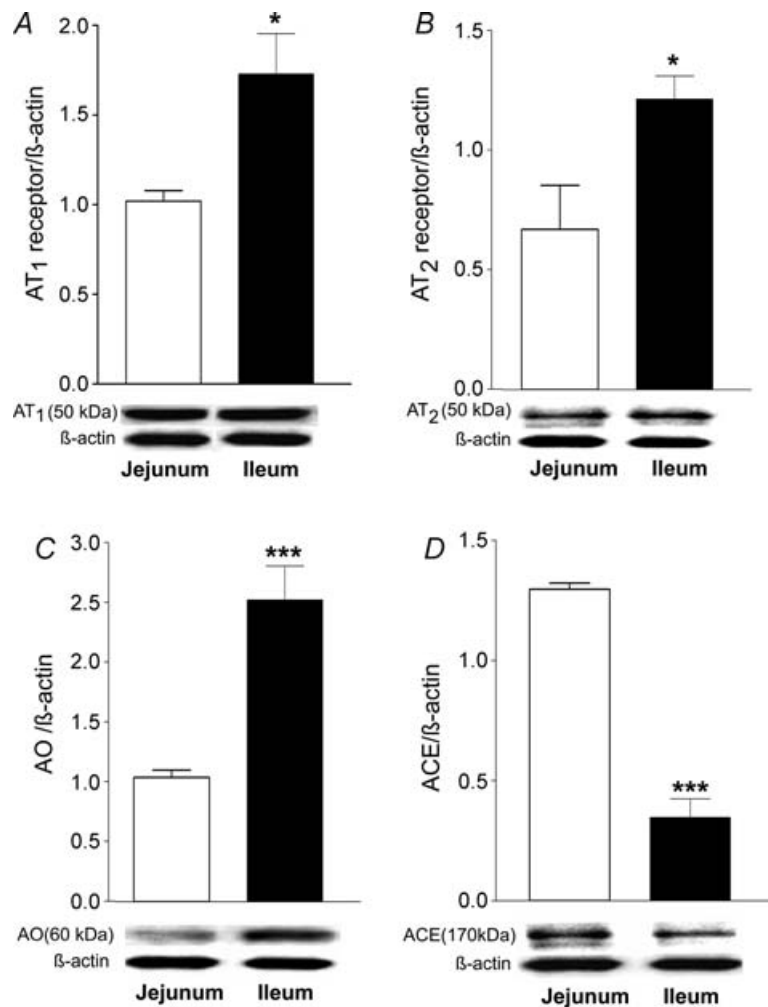 A
AT1 receptor/ß-actin
2.0
1.5
1.0
0.5
0.0
*
AT1(50 kDa)
ß-actin
Jejunum Ileum
B
AT2 receptor/ß-actin
1.5
1.0
0.5
0.0
*
AT2(50 kDa)
ß-actin
Jejunum Ileum
C
AO /ß-actin
3.0
2.5
2.0
1.5
1.0
0.5
0.0
***
AO(60 kDa)
ß-actin
Jejunum Ileum
D
ACE/ß-actin
1.5
1.0
0.5
0.0
***
ACE(170kDa)
ß-actin
Jejunum Ileum